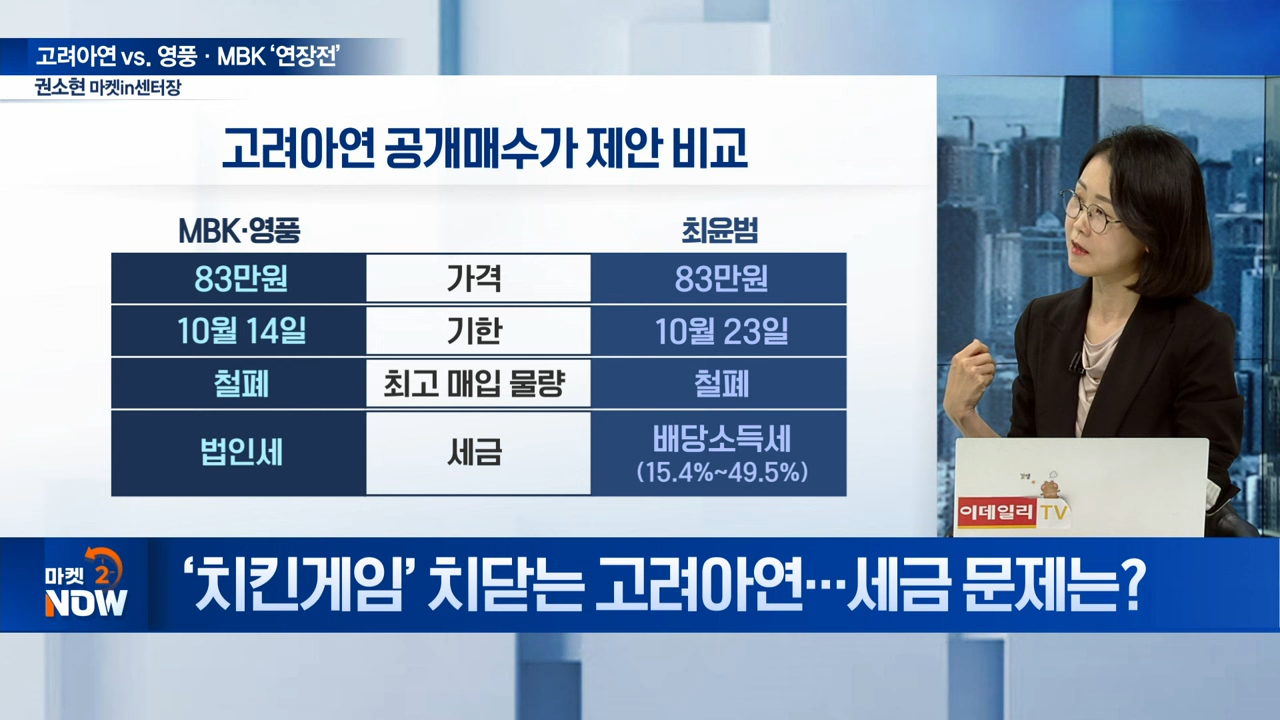 고려아연 vs. 영풍·MBK ‘연장전’
권소현 마켓in센터장
고려아연 공개매수가 제안 비교
MBK·영풍 최윤범
83만원 가격 83만원
10월 14일 기한 10월 23일
철폐 최고 매입 물량 철폐
법인세 세금 배당소득세
(15.4%~49.5%)
이데일리 TV
마켓 2
NOW
‘치킨게임’ 치닫는 고려아연…세금 문제는?